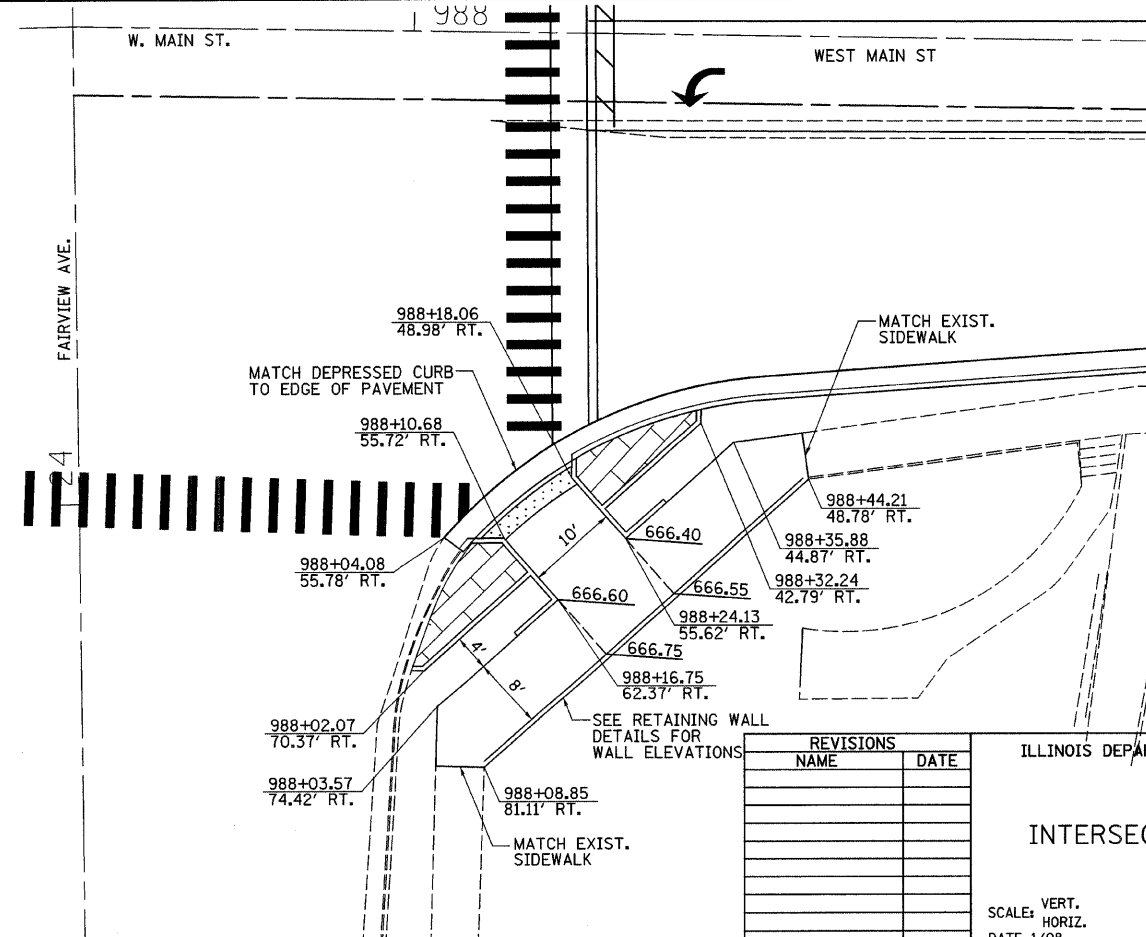 988
W. MAIN ST.
WEST MAIN ST
FAIRVIEW AVE.
24
988+18.06
48.98' RT.
MATCH EXIST.
SIDEWALK
MATCH DEPRESSED CURB
TO EDGE OF PAVEMENT
988+10.68
55.72' RT.
988+44.21
48.78' RT.
10'
666.40
988+35.88
44.87' RT.
988+04.08
55.78' RT.
988+32.24
42.79' RT.
666.60
666.55
988+24.13
55.62' RT.
4'
666.75
8'
988+16.75
62.37' RT.
988+02.07
70.37' RT.
SEE RETAINING WALL
DETAILS FOR
WALL ELEVATIONS
988+03.57
74.42' RT.
988+08.85
81.11' RT.
MATCH EXIST.
SIDEWALK
REVISIONS
NAME DATE
ILLINOIS DEPA
INTERSEC
SCALE: VERT.
HORIZ.
DATE 1/08